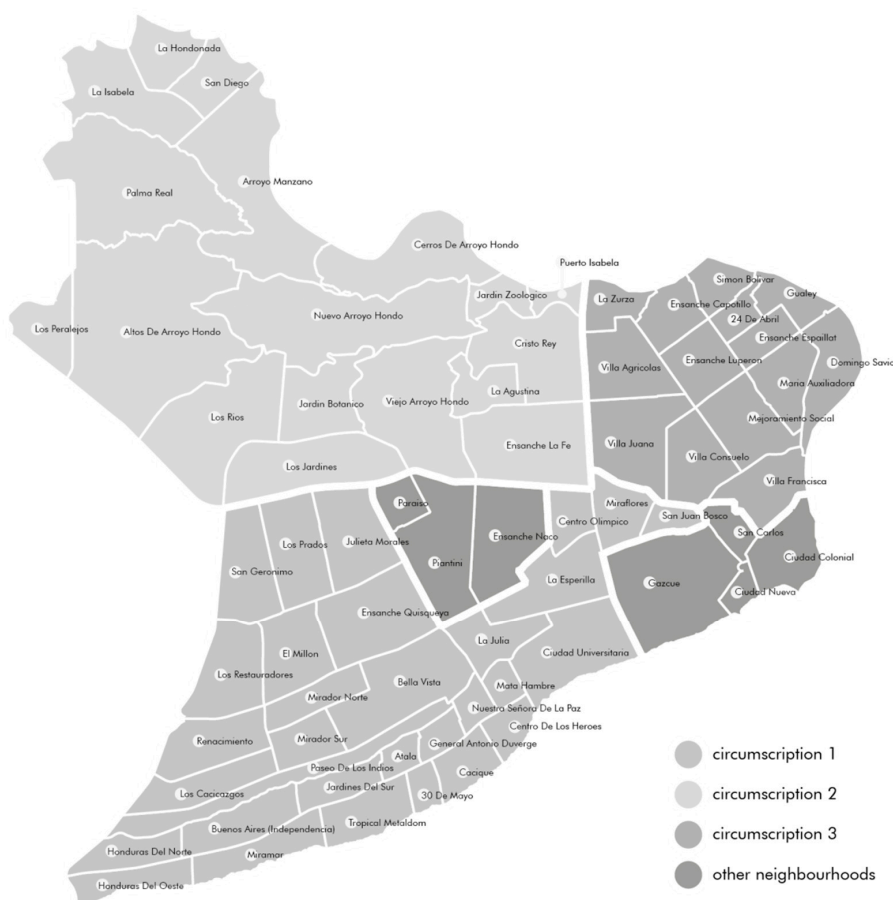 La Hondonada
San Diego
La Isabela
Arroyo Manzano
Palma Real
Cerros De Arroyo Hondo
Puerto Isabela
Simon Bolivar
Gualey
Jardin Zoologico
La Zurza
Ensanche Capotillo
24 De Abril
Nuevo Arroyo Hondo
Los Peralejos
Altos De Arroyo Hondo
Ensanche Espaillat
Cristo Rey
Ensanche Luperon
Domingo Savio
Villa Agricolas
Maria Auxiliadora
La Agustina
Jordin Botanico
Viejo Arroyo Hondo
Los Rios
Mejoramiento Social
Ensanche La Fe
Villa Juana
Villa Consuelo
Los Jardines
Villa Francisca
Paraiso
Miraflores
San Juan Bosco
Centro Olimpico
San Carlos
Ensanche Naco
Julieta Morales
Los Prados
Ciudad Colonial
Piantini
San Geronimo
La Esperilla
Gazcue
Ciudad Nueva
Ensanche Quisqueya
La Julia
Ciudad Universitaria
El Millon
Los Restauradores
Bella Vista
Mata Hambre
Mirador Norte
Nuestra Señora De La Paz
Centro De Los Heroes
Renacimiento
Mirador Sur
General Antonio Duverge
Atala
Paseo De Los Indios
Cacique
Jardines Del Sur
Los Cacicazgos
30 De Mayo
Tropical Metaldom
Buenos Aires (Independencia)
Honduras Del Norte
Miramar
Honduras Del Oeste
circumscription 1
circumscription 2
circumscription 3
other neighbourhoods